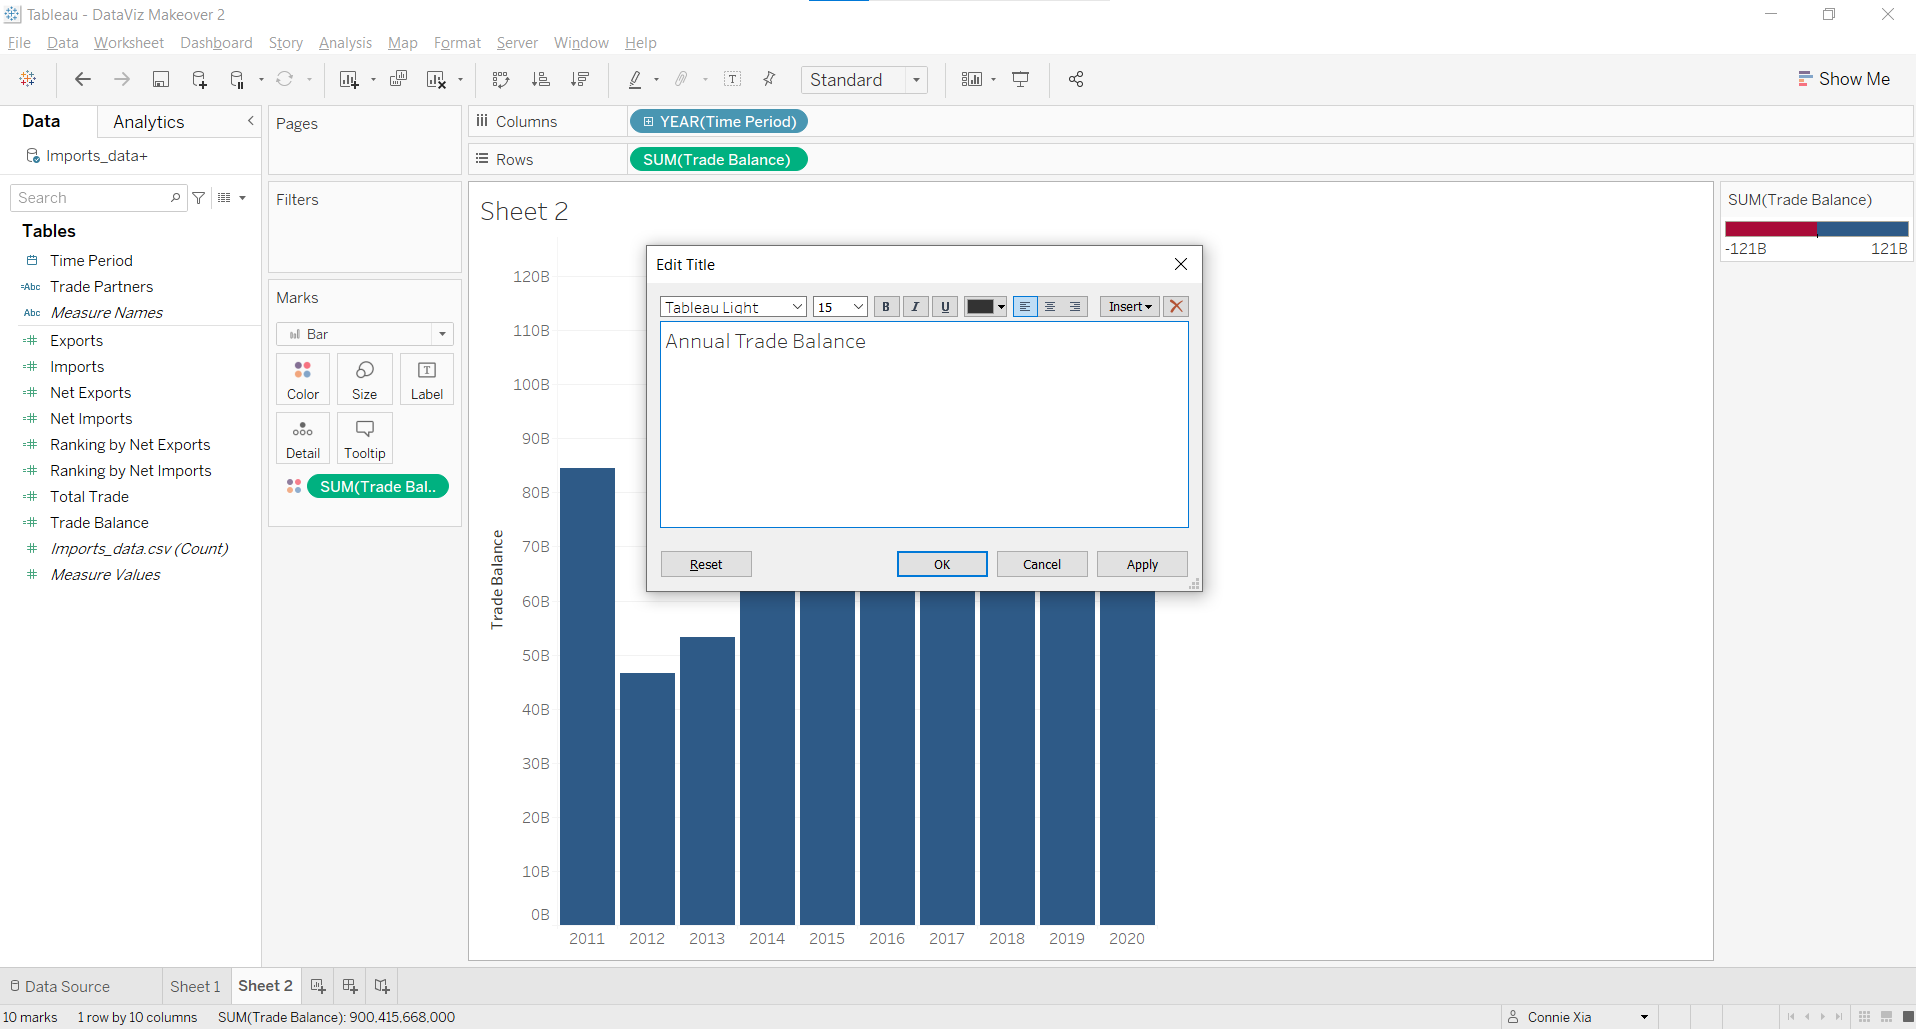 Tableau - DataViz Makeover 2
File Data Worksheet Dashboard Story Analysis Map Format Server Window Help
Standard
Show Me
Data
Analytics
Imports_data+
Search
Tables
Time Period
Abc Trade Partners
Abc Measure Names
Exports
Imports
Net Exports
Net Imports
Ranking by Net Exports
Ranking by Net Imports
Total Trade
Trade Balance
Imports_data.csv (Count)
Measure Values
Pages
Filters
Marks
Bar
Color Size Label
Detail Tooltip
SUM(Trade Bal..
Columns
YEAR(Time Period)
Rows
SUM(Trade Balance)
Sheet 2
Trade Balance
120B
110B
100B
90B
80B
70B
60B
50B
40B
30B
20B
10B
0B
2011 2012 2013 2014 2015 2016 2017 2018 2019 2020
Edit Title
Tableau Light
15
B I U
Insert
Annual Trade Balance
Reset
OK
Cancel
Apply
SUM(Trade Balance)
-121B 121B
Data Source
Sheet 1
Sheet 2
10 marks 1 row by 10 columns SUM(Trade Balance): 900,415,668,000
Connie Xia